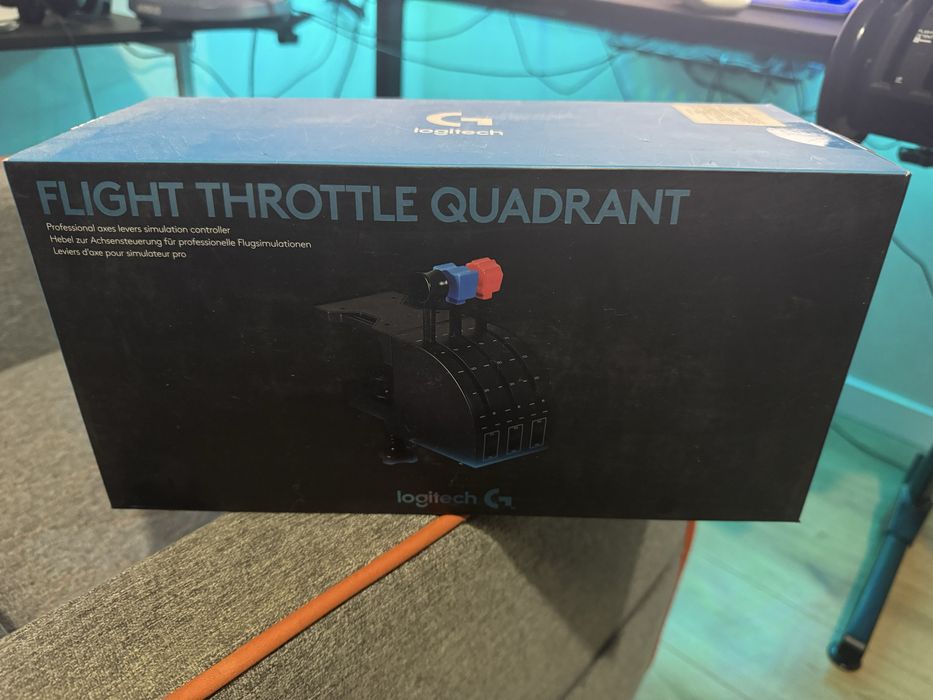 logitech
FLIGHT THROTTLE QUADRANT
Professional axes levers simulation controller
Hebel zur Achsensteuerung für professionelle Flugsimulationen
Leviers d'axe pour simulateur pro
logitech G